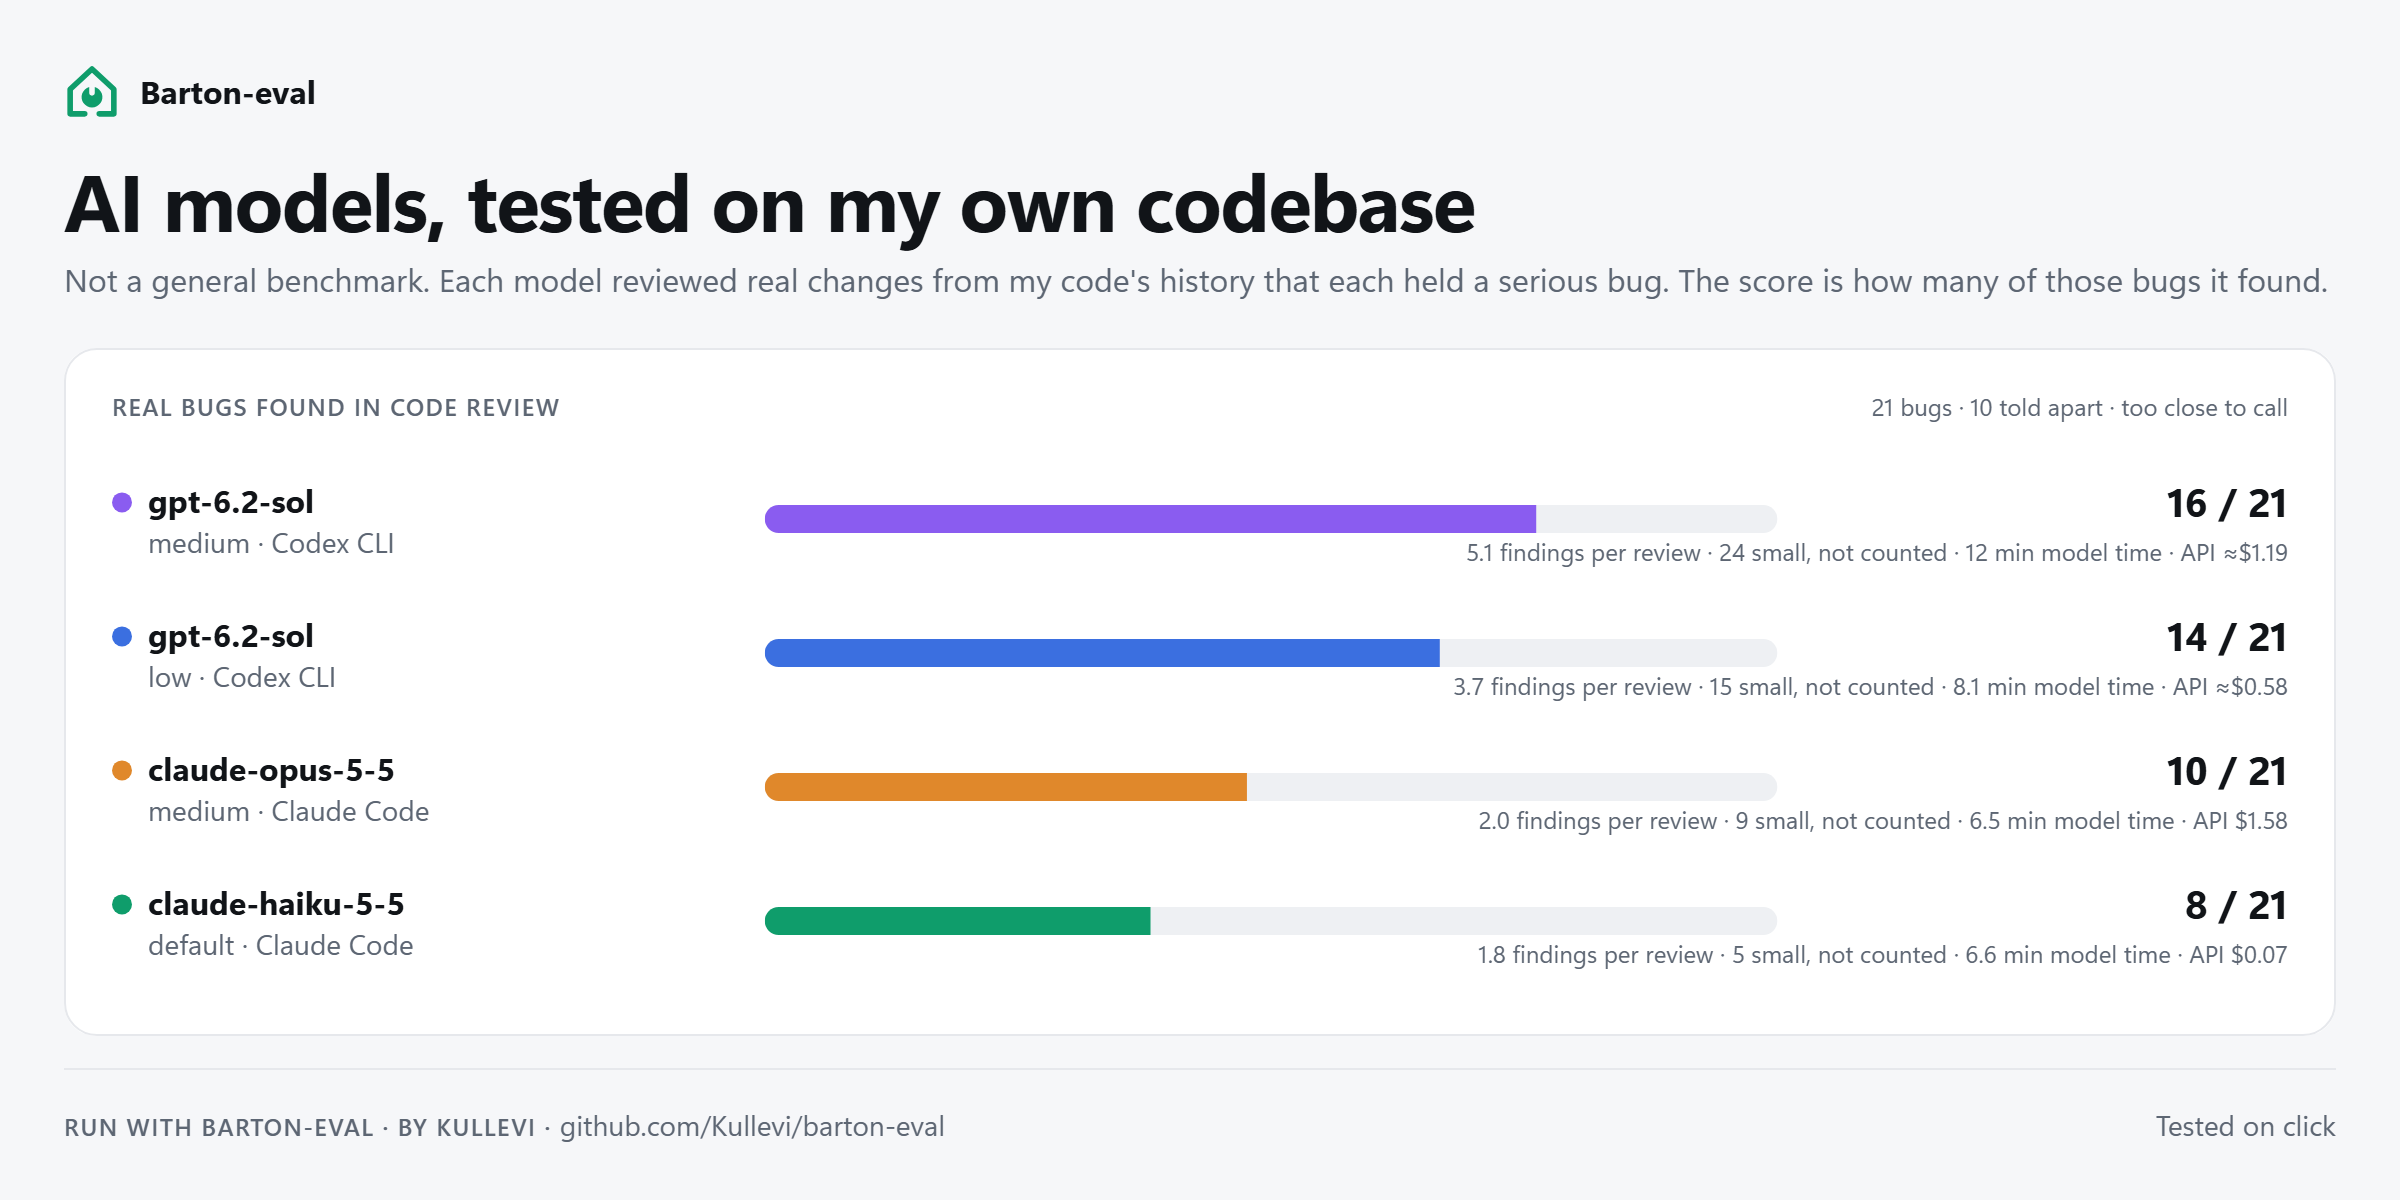 Barton-eval
AI models, tested on my own codebase
Not a general benchmark. Each model reviewed real changes from my code's history that each held a serious bug. The score is how many of those bugs it found.
REAL BUGS FOUND IN CODE REVIEW
21 bugs · 10 told apart · too close to call
gpt-6.2-sol
medium · Codex CLI
16 / 21
5.1 findings per review · 24 small, not counted · 12 min model time · API ≈$1.19
gpt-6.2-sol
low · Codex CLI
14 / 21
3.7 findings per review · 15 small, not counted · 8.1 min model time · API ≈$0.58
claude-opus-5-5
medium · Claude Code
10 / 21
2.0 findings per review · 9 small, not counted · 6.5 min model time · API $1.58
claude-haiku-5-5
default · Claude Code
8 / 21
1.8 findings per review · 5 small, not counted · 6.6 min model time · API $0.07
RUN WITH BARTON-EVAL · BY KULLEVI · github.com/Kullevi/barton-eval
Tested on click